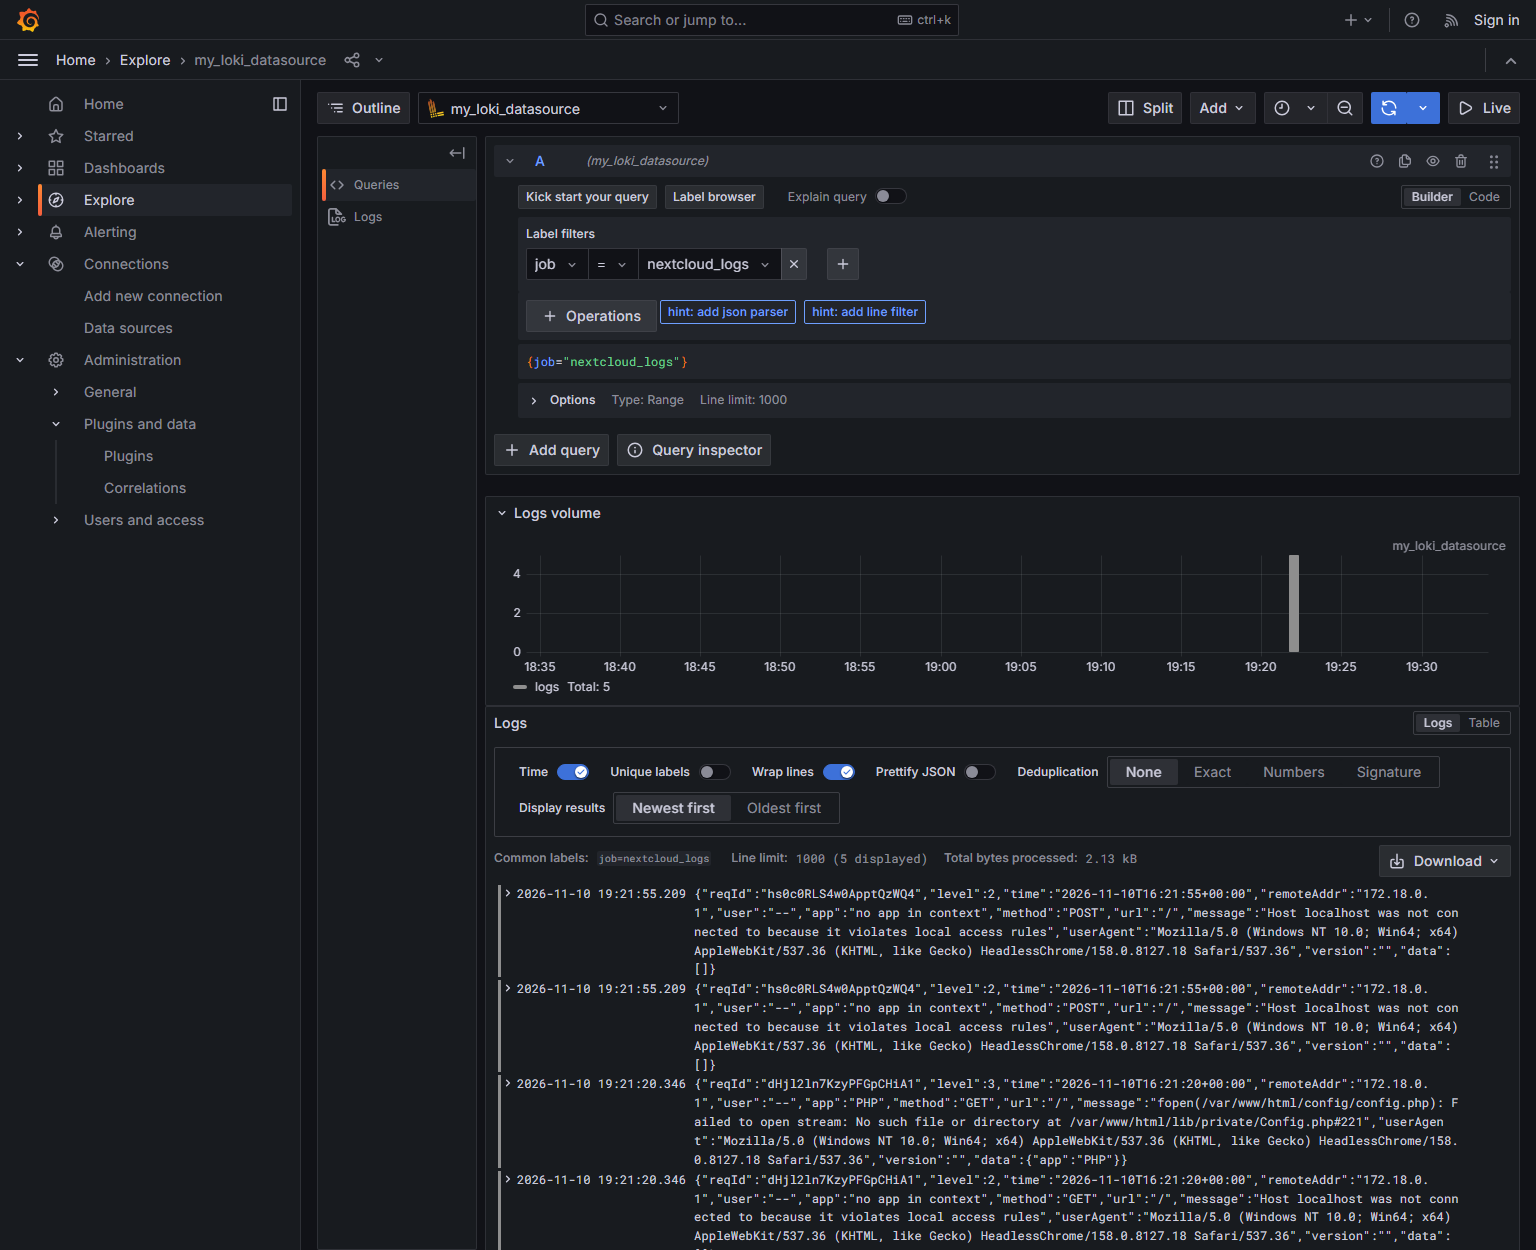 Search or jump to...
ctrl+k
Sign in
Home › Explore › my_loki_datasource
Home
Starred
Dashboards
Explore
Alerting
Connections
Add new connection
Data sources
Administration
General
Plugins and data
Plugins
Correlations
Users and access
Outline
my_loki_datasource
Split
Add
Live
Queries
Logs
A
(my_loki_datasource)
Kick start your query
Label browser
Explain query
Builder
Code
Label filters
job
=
nextcloud_logs
Operations
hint: add json parser
hint: add line filter
{job="nextcloud_logs"}
Options
Type: Range
Line limit: 1000
Add query
Query inspector
Logs volume
my_loki_datasource
4
2
0
18:35 18:40 18:45 18:50 18:55 19:00 19:05 19:10 19:15 19:20 19:25 19:30
logs Total: 5
Logs
Logs
Table
Time
Unique labels
Wrap lines
Prettify JSON
Deduplication
None
Exact
Numbers
Signature
Display results
Newest first
Oldest first
Common labels: job=nextcloud_logs Line limit: 1000 (5 displayed) Total bytes processed: 2.13 kB
Download
2026-11-10 19:21:55.209 {"reqId":"hs0c0RLS4w0ApptQzWQ4","level":2,"time":"2026-11-10T16:21:55+00:00","remoteAddr":"172.18.0.
1","user":"--","app":"no app in context","method":"POST","url":"/","message":"Host localhost was not con
nected to because it violates local access rules","userAgent":"Mozilla/5.0 (Windows NT 10.0; Win64; x64)
AppleWebKit/537.36 (KHTML, like Gecko) HeadlessChrome/158.0.8127.18 Safari/537.36","version":"","data":
[]}
2026-11-10 19:21:55.209 {"reqId":"hs0c0RLS4w0ApptQzWQ4","level":2,"time":"2026-11-10T16:21:55+00:00","remoteAddr":"172.18.0.
1","user":"--","app":"no app in context","method":"POST","url":"/","message":"Host localhost was not con
nected to because it violates local access rules","userAgent":"Mozilla/5.0 (Windows NT 10.0; Win64; x64)
AppleWebKit/537.36 (KHTML, like Gecko) HeadlessChrome/158.0.8127.18 Safari/537.36","version":"","data":
[]}
2026-11-10 19:21:20.346 {"reqId":"dHjl2ln7KzyPFGpCHiA1","level":3,"time":"2026-11-10T16:21:20+00:00","remoteAddr":"172.18.0.
1","user":"--","app":"PHP","method":"GET","url":"/","message":"fopen(/var/www/html/config/config.php): F
ailed to open stream: No such file or directory at /var/www/html/lib/private/Config.php#221","userAgen
t":"Mozilla/5.0 (Windows NT 10.0; Win64; x64) AppleWebKit/537.36 (KHTML, like Gecko) HeadlessChrome/158.
0.8127.18 Safari/537.36","version":"","data":{"app":"PHP"}}
2026-11-10 19:21:20.346 {"reqId":"dHjl2ln7KzyPFGpCHiA1","level":2,"time":"2026-11-10T16:21:20+00:00","remoteAddr":"172.18.0.
1","user":"--","app":"no app in context","method":"GET","url":"/","message":"Host localhost was not conn
ected to because it violates local access rules","userAgent":"Mozilla/5.0 (Windows NT 10.0; Win64; x64)
AppleWebKit/537.36 (KHTML, like Gecko) HeadlessChrome/158.0.8127.18 Safari/537.36","version":"","data":